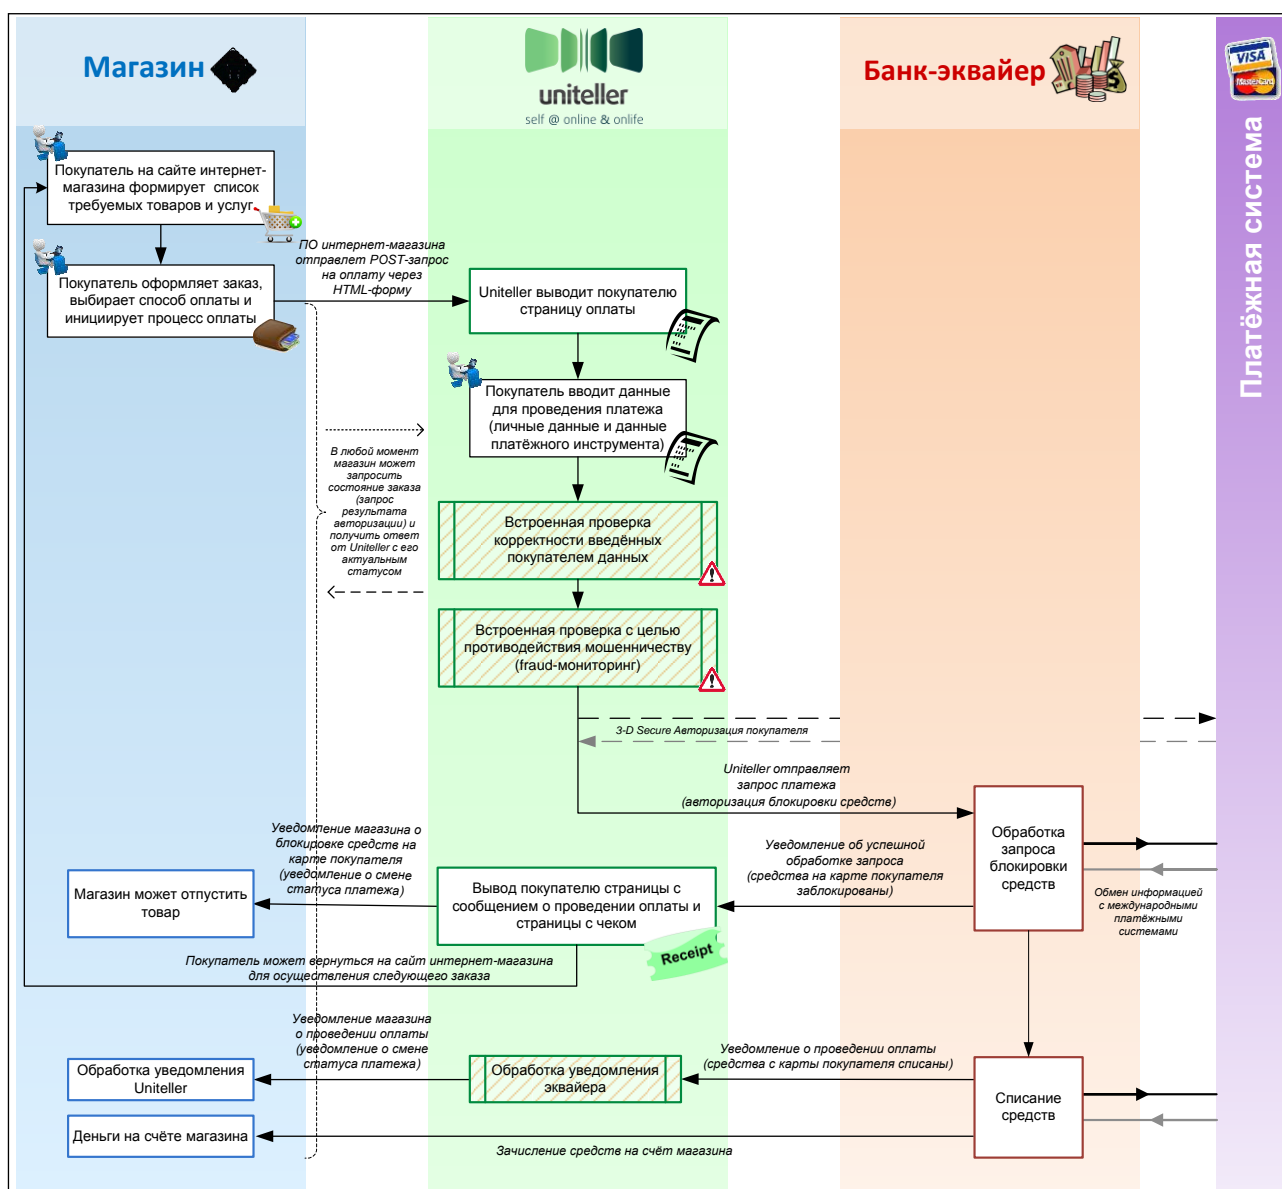 Магазин
uniteller
self @ online & onlife
Банк-эквайер
VISA
MasterCard
Платёжная система
Покупатель на сайте интернет-
магазина формирует список
требуемых товаров и услуг
Покупатель оформляет заказ,
выбирает способ оплаты и
инициирует процесс оплаты
ПО интернет-магазина
отправлет POST-запрос
на оплату через
HTML-форму
Uniteller выводит покупателю
страницу оплаты
Покупатель вводит данные
для проведения платежа
(личные данные и данные
платёжного инструмента)
В любой момент
магазин может
запросить
состояние заказа
(запрос
результата
авторизации) и
получить ответ
от Uniteller с его
актуальным
статусом
Встроенная проверка
корректности введённых
покупателем данных
Встроенная проверка с целью
противодействия мошенничеству
(fraud-мониторинг)
3-D Secure Авторизация покупателя
Uniteller отправляет
запрос платежа
(авторизация блокировки средств)
Обработка
запроса
блокировки
средств
Уведомление об успешной
обработке запроса
(средства на карте покупателя
заблокированы)
Обмен информацией
с международными
платёжными
системами
Вывод покупателю страницы с
сообщением о проведении оплаты и
страницы с чеком
Receipt
Уведомление магазина о
блокировке средств на
карте покупателя
(уведомление о смене
статуса платежа)
Магазин может отпустить
товар
Покупатель может вернуться на сайт интернет-магазина
для осуществления следующего заказа
Уведомление магазина
о проведении оплаты
(уведомление о смене
статуса платежа)
Обработка уведомления
Uniteller
Обработка уведомления
эквайера
Уведомление о проведении оплаты
(средства с карты покупателя списаны)
Списание
средств
Деньги на счёте магазина
Зачисление средств на счёт магазина